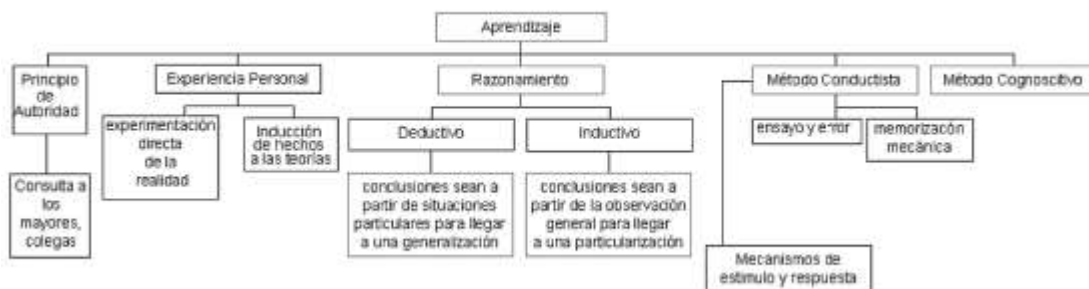 Aprendizaje
Principio
de
Autoridad
Experiencia Personal
Razonamiento
Método Conductista
Método Cognoscitivo
experimentación
directa
de la
realidad
Inducción
de hechos
a las teorías
Deductivo
Inductivo
ensayo y error
memorización
mecánica
Consulta a
los
mayores,
colegas
conclusiones sean a
partir de situaciones
particulares para llegar
a una generalización
conclusiones sean a
partir de la observación
general para llegar
a una particularización
Mecanismos de
estimulo y respuesta